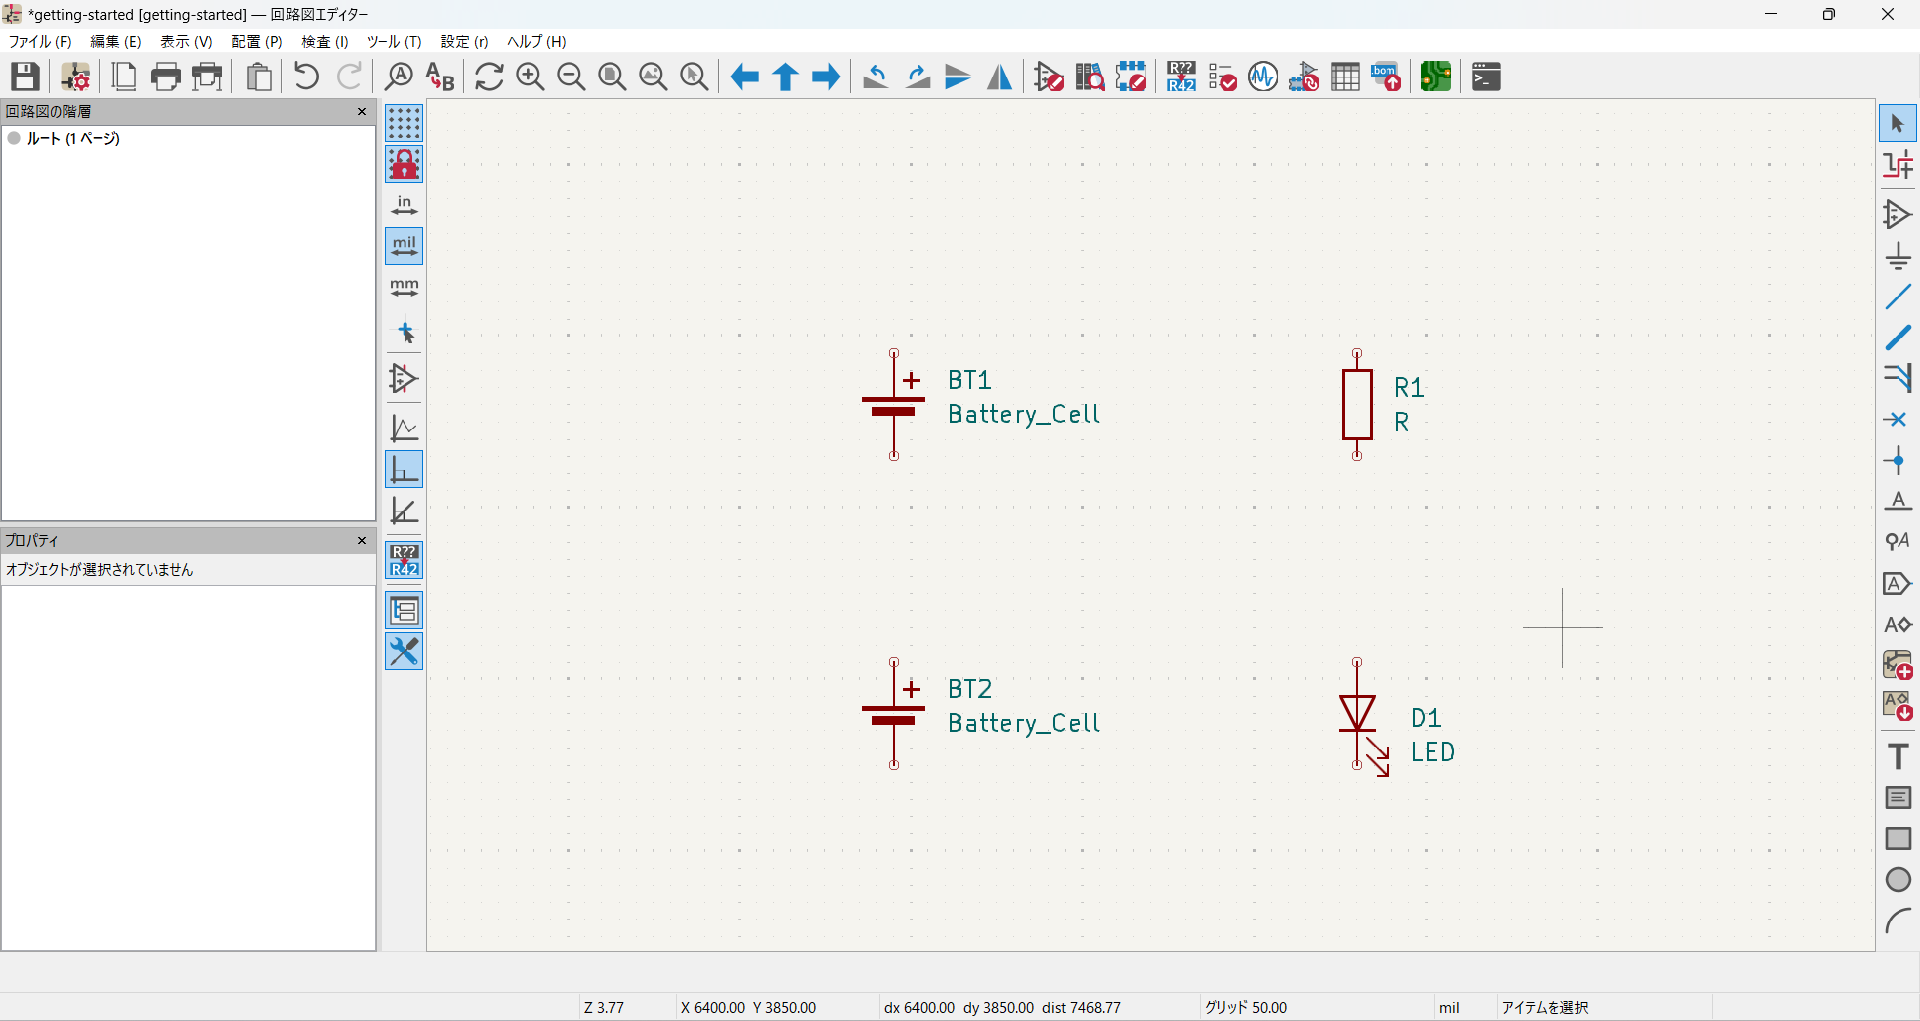 *getting-started [getting-started] — 回路図エディター
ファイル (F) 編集 (E) 表示 (V) 配置 (P) 検査 (I) ツール (T) 設定 (r) ヘルプ (H)
A
A B
R??
R42
.bom
回路図の階層
ルート (1 ページ)
in
mil
mm
プロパティ
オブジェクトが選択されていません
R??
R42
BT1
Battery_Cell
R1
R
BT2
Battery_Cell
D1
LED
A
A
A
A
A
T
Z 3.77 X 6400.00 Y 3850.00 dx 6400.00 dy 3850.00 dist 7468.77 グリッド 50.00 mil アイテムを選択